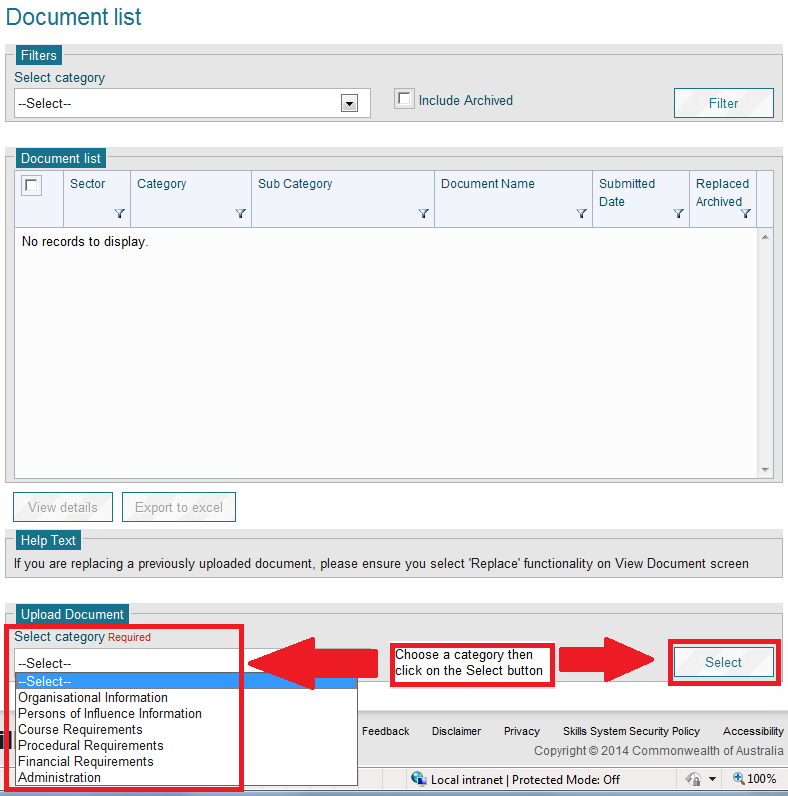 Document list
Filters
Select category
--Select--
Include Archived
Filter
Document list
Sector
Category
Sub Category
Document Name
Submitted
Date
Replaced
Archived
No records to display.
View details
Export to excel
Help Text
If you are replacing a previously uploaded document, please ensure you select 'Replace' functionality on View Document screen
Upload Document
Select category Required
--Select--
--Select--
Organisational Information
Persons of Influence Information
Course Requirements
Procedural Requirements
Financial Requirements
Administration
Choose a category then
click on the Select button
Select
Feedback
Disclaimer
Privacy
Skills System Security Policy
Accessibility
Copyright © 2014 Commonwealth of Australia
Local intranet | Protected Mode: Off
100%